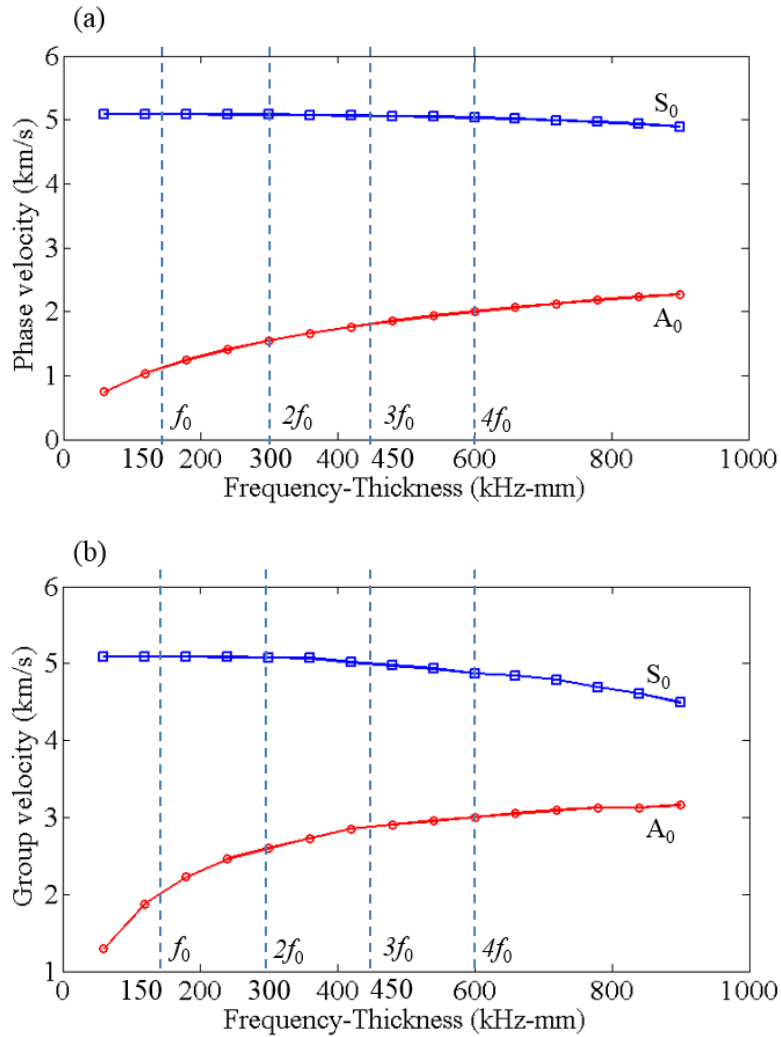 (a)
6
5
4
3
2
1
0
Phase velocity (km/s)
S₀
A₀
f₀ 2f₀ 3f₀ 4f₀
0 150 200 300 400 450 600 800 1000
Frequency-Thickness (kHz-mm)
(b)
6
5
4
3
2
1
Group velocity (km/s)
S₀
A₀
f₀ 2f₀ 3f₀ 4f₀
0 150 200 300 400 450 600 800 1000
Frequency-Thickness (kHz-mm)